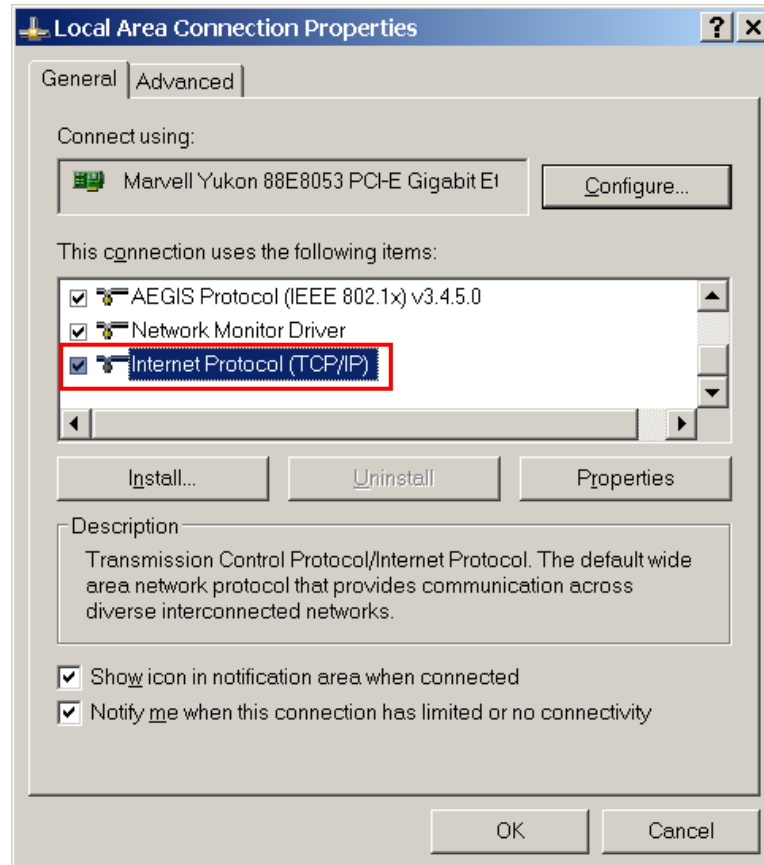 Local Area Connection Properties
General
Advanced
Connect using:
Marvell Yukon 88E8053 PCI-E Gigabit Et
Configure...
This connection uses the following items:
AEGIS Protocol (IEEE 802.1x) v3.4.5.0
Network Monitor Driver
Internet Protocol (TCP/IP)
Install...
Uninstall
Properties
Description
Transmission Control Protocol/Internet Protocol. The default wide
area network protocol that provides communication across
diverse interconnected networks.
Show icon in notification area when connected
Notify me when this connection has limited or no connectivity
OK
Cancel